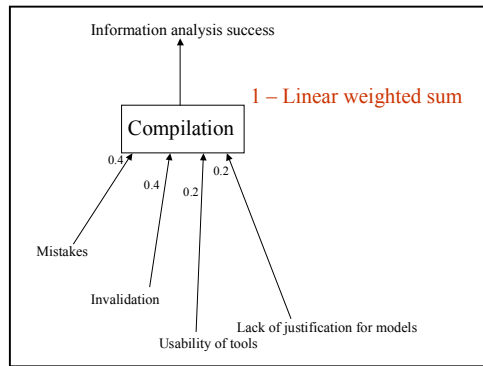 Information analysis success
1 – Linear weighted sum
Compilation
0.4
0.4
0.2
0.2
Mistakes
Invalidation
Usability of tools
Lack of justification for models